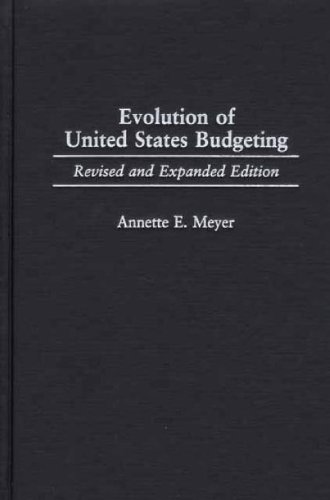 Evolution of
United States Budgeting
Revised and Expanded Edition
Annette E. Meyer